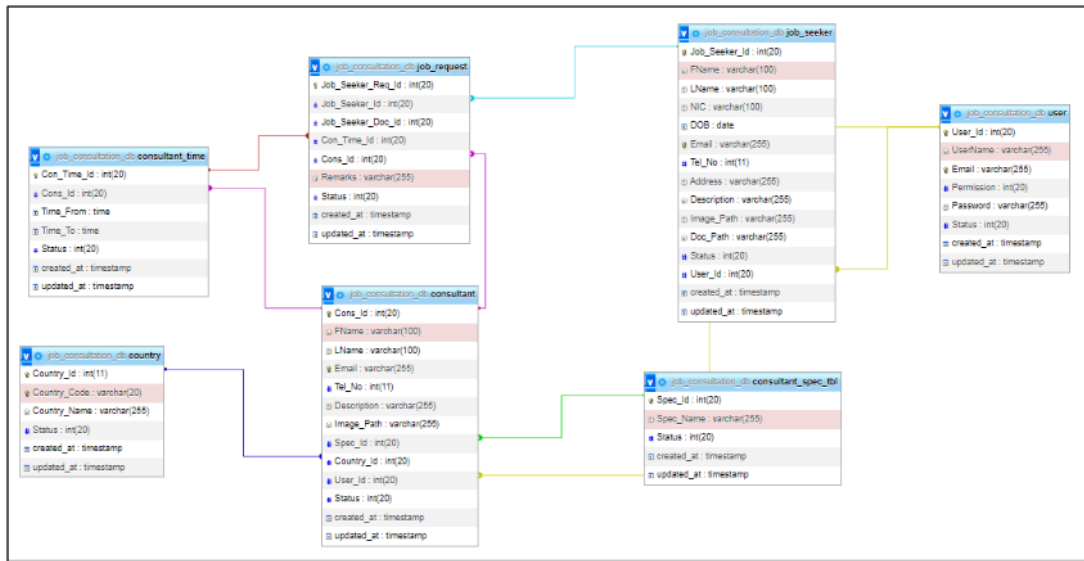 job_consultation_db job_seeker
Job_Seeker_Id : int(20)
FName : varchar(100)
LName : varchar(100)
NIC : varchar(100)
DOB : date
Email : varchar(255)
Tel_No : int(11)
Address : varchar(255)
Description : varchar(255)
Image_Path : varchar(255)
Doc_Path : varchar(255)
Status : int(20)
User_Id : int(20)
created_at : timestamp
updated_at : timestamp
job_consultation_db job_request
Job_Seeker_Req_Id : int(20)
Job_Seeker_Id : int(20)
Job_Seeker_Doc_Id : int(20)
Con_Time_Id : int(20)
Cons_Id : int(20)
Remarks : varchar(255)
Status : int(20)
created_at : timestamp
updated_at : timestamp
job_consultation_db user
User_Id : int(20)
UserName : varchar(255)
Email : varchar(255)
Permission : int(20)
Password : varchar(255)
Status : int(20)
created_at : timestamp
updated_at : timestamp
job_consultation_db consultant_time
Con_Time_Id : int(20)
Cons_Id : int(20)
Time_From : time
Time_To : time
Status : int(20)
created_at : timestamp
updated_at : timestamp
job_consultation_db consultant
Cons_Id : int(20)
FName : varchar(100)
LName : varchar(100)
Email : varchar(255)
Tel_No : int(11)
Description : varchar(255)
Image_Path : varchar(255)
Spec_Id : int(20)
Country_Id : int(20)
User_Id : int(20)
Status : int(20)
created_at : timestamp
updated_at : timestamp
job_consultation_db country
Country_Id : int(11)
Country_Code : varchar(20)
Country_Name : varchar(255)
Status : int(20)
created_at : timestamp
updated_at : timestamp
job_consultation_db consultant_spec_tbl
Spec_Id : int(20)
Spec_Name : varchar(255)
Status : int(20)
created_at : timestamp
updated_at : timestamp